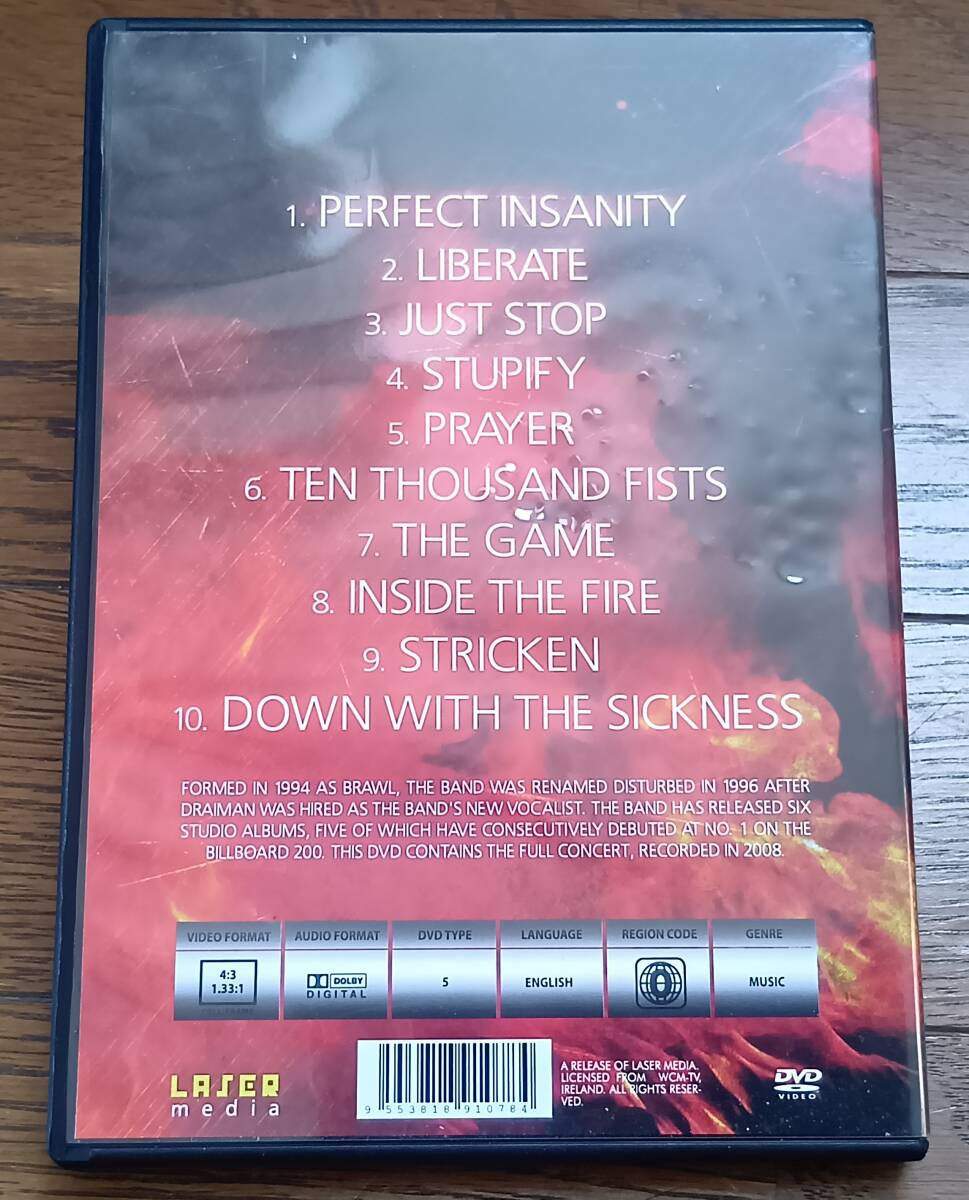 1. PERFECT INSANITY
2. LIBERATE
3. JUST STOP
4. STUPIFY
5. PRAYER
6. TEN THOUSAND FISTS
7. THE GAME
8. INSIDE THE FIRE
9. STRICKEN
10. DOWN WITH THE SICKNESS
FORMED IN 1994 AS BRAWL, THE BAND WAS RENAMED DISTURBED IN 1996 AFTER
DRAIMAN WAS HIRED AS THE BAND'S NEW VOCALIST. THE BAND HAS RELEASED SIX
STUDIO ALBUMS, FIVE OF WHICH HAVE CONSECUTIVELY DEBUTED AT NO. 1 ON THE
BILLBOARD 200. THIS DVD CONTAINS THE FULL CONCERT, RECORDED IN 2008.
VIDEO FORMAT AUDIO FORMAT DVD TYPE LANGUAGE REGION CODE GENRE
4:3
1.33:1
DOLBY
DIGITAL
5
ENGLISH
MUSIC
LASER
media
9 553818 910784
A RELEASE OF LASER MEDIA.
LICENSED FROM WCM-TV,
IRELAND. ALL RIGHTS RESER-
VED.
DVD
VIDEO